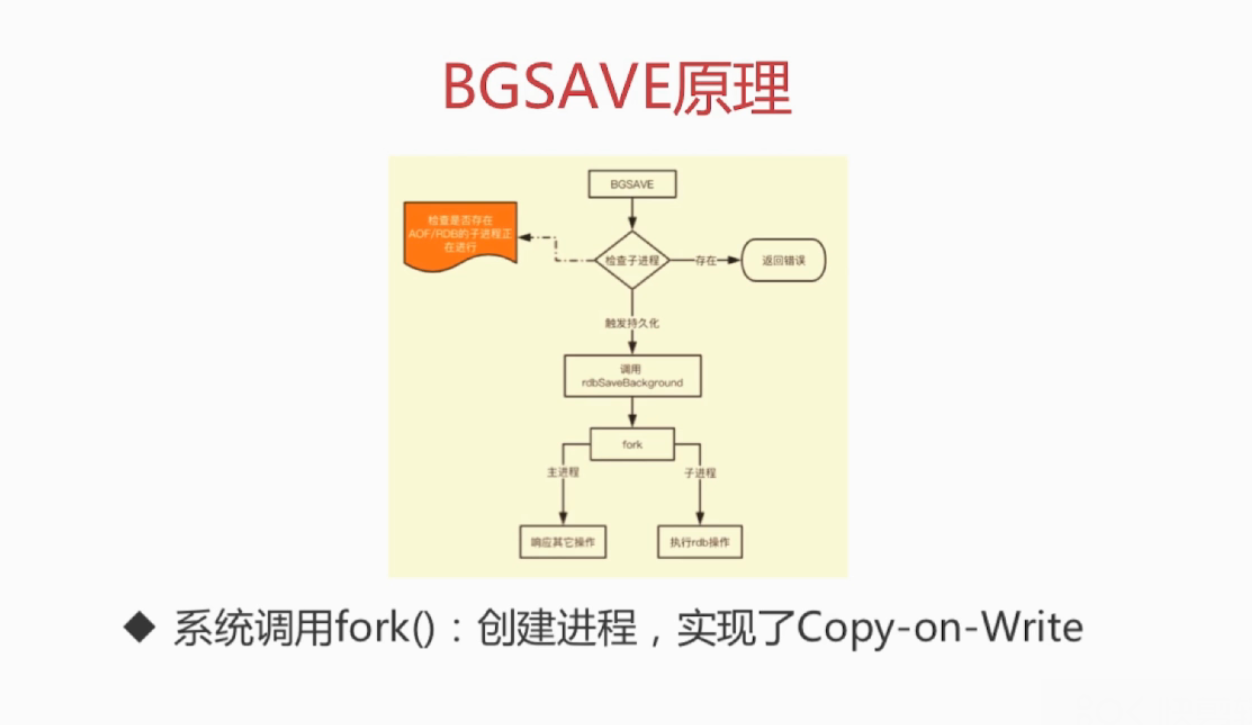 BGSAVE原理
BGSAVE
检查是否存在
AOF/RDB的子进程正
在进行
检查子进程
存在
返回错误
触发持久化
调用
rdbSaveBackground
fork
主进程
子进程
响应其它操作
执行rdb操作
◆ 系统调用fork()：创建进程，实现了Copy-on-Write